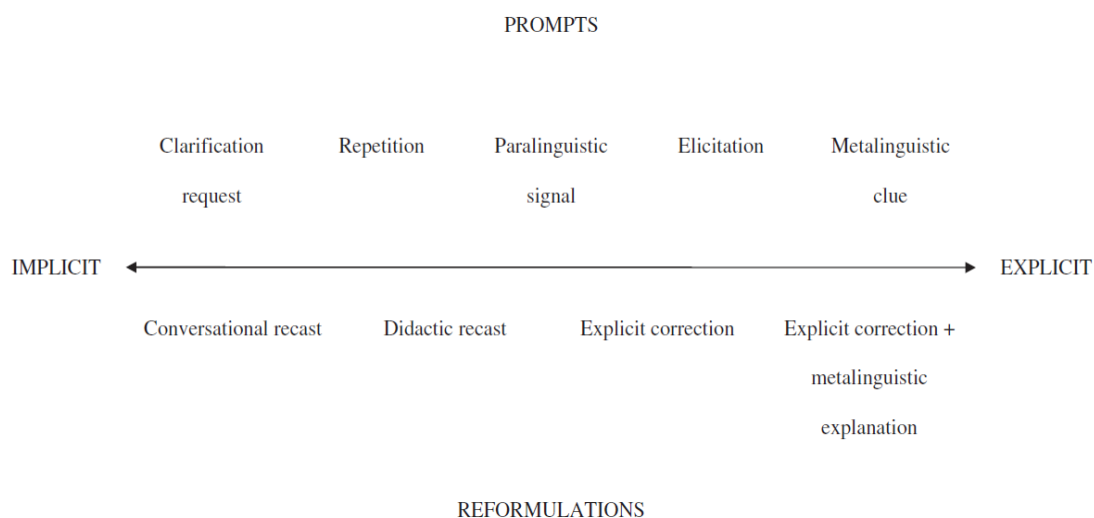 PROMPTS
Clarification request
Repetition
Paralinguistic signal
Elicitation
Metalinguistic clue
IMPLICIT
EXPLICIT
Conversational recast
Didactic recast
Explicit correction
Explicit correction +
metalinguistic
explanation
REFORMULATIONS